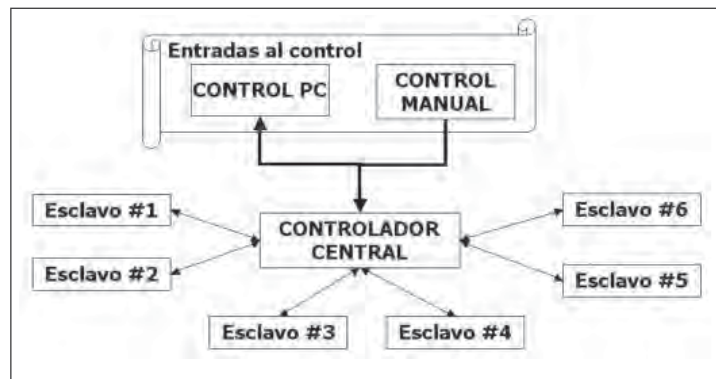 Entradas al control
CONTROL PC
CONTROL
MANUAL
Esclavo #1
Esclavo #6
CONTROLADOR
CENTRAL
Esclavo #2
Esclavo #5
Esclavo #3
Esclavo #4